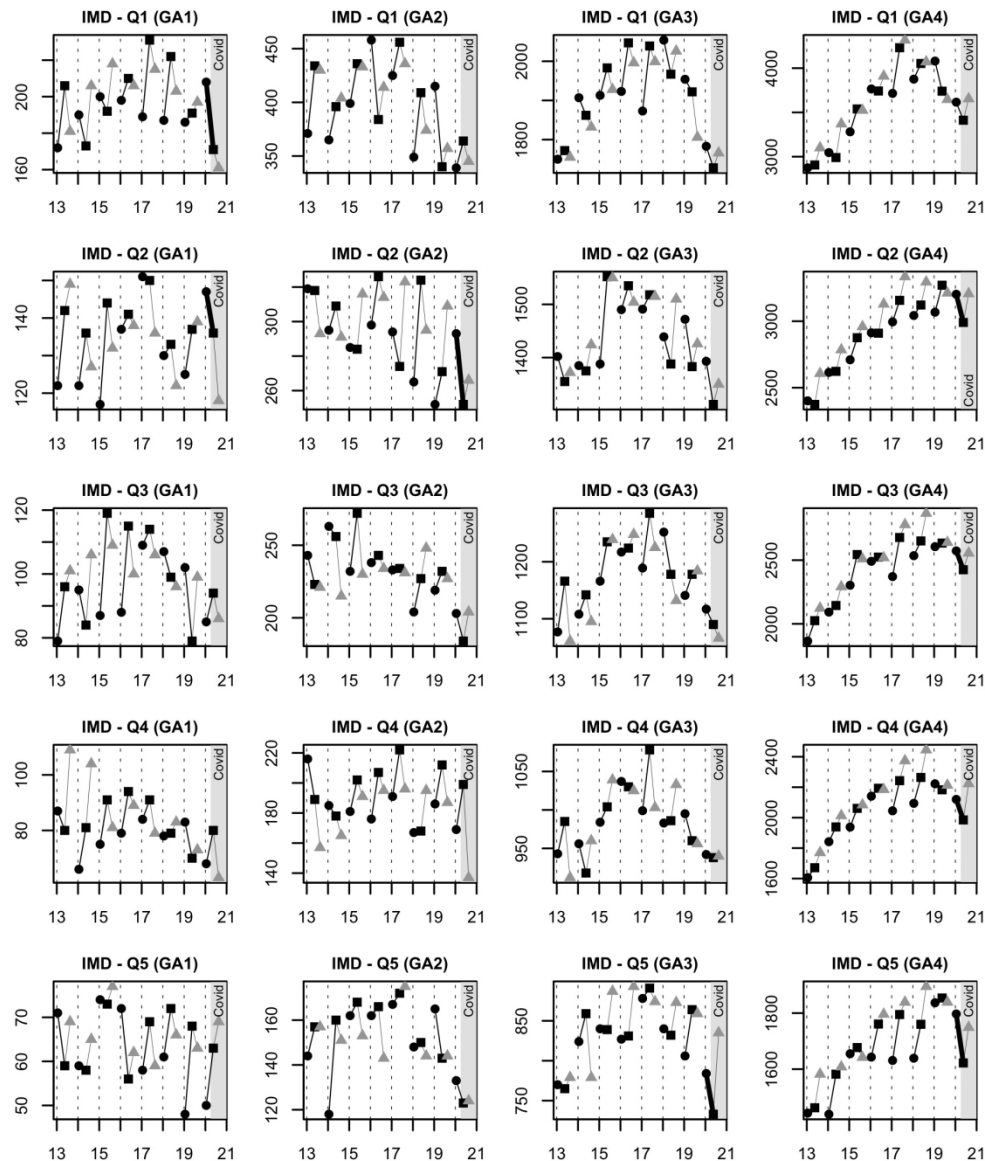 IMD - Q1 (GA1)
160 180 200 220
Covid
13 15 17 19 21
IMD - Q1 (GA2)
350 400 450
Covid
13 15 17 19 21
IMD - Q1 (GA3)
1800 2000
Covid
13 15 17 19 21
IMD - Q1 (GA4)
3000 4000
Covid
13 15 17 19 21
IMD - Q2 (GA1)
120 140
Covid
13 15 17 19 21
IMD - Q2 (GA2)
260 300
Covid
13 15 17 19 21
IMD - Q2 (GA3)
1400 1500
Covid
13 15 17 19 21
IMD - Q2 (GA4)
2500 3000
Covid
Covid
13 15 17 19 21
IMD - Q3 (GA1)
80 90 100 120
Covid
13 15 17 19 21
IMD - Q3 (GA2)
200 250
Covid
13 15 17 19 21
IMD - Q3 (GA3)
1100 1200
Covid
13 15 17 19 21
IMD - Q3 (GA4)
2000 2500
Covid
13 15 17 19 21
IMD - Q4 (GA1)
80 100
Covid
13 15 17 19 21
IMD - Q4 (GA2)
140 180 220
Covid
13 15 17 19 21
IMD - Q4 (GA3)
950 1050
Covid
13 15 17 19 21
IMD - Q4 (GA4)
1600 2000 2400
Covid
13 15 17 19 21
IMD - Q5 (GA1)
50 60 70
Covid
13 15 17 19 21
IMD - Q5 (GA2)
120 140 160
Covid
13 15 17 19 21
IMD - Q5 (GA3)
750 850
Covid
13 15 17 19 21
IMD - Q5 (GA4)
1600 1800
Covid
13 15 17 19 21